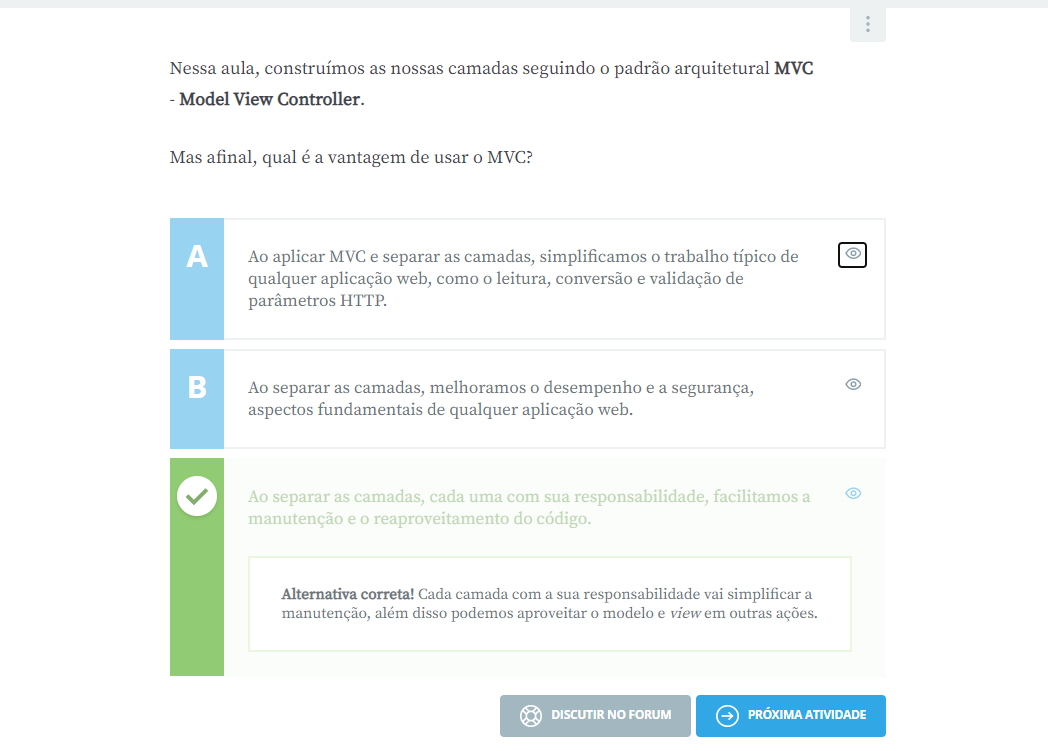 Nessa aula, construímos as nossas camadas seguindo o padrão arquitetural MVC
- Model View Controller.
Mas afinal, qual é a vantagem de usar o MVC?
A
Ao aplicar MVC e separar as camadas, simplificamos o trabalho típico de
qualquer aplicação web, como o leitura, conversão e validação de
parâmetros HTTP.
B
Ao separar as camadas, melhoramos o desempenho e a segurança,
aspectos fundamentais de qualquer aplicação web.
Ao separar as camadas, cada uma com sua responsabilidade, facilitamos a
manutenção e o reaproveitamento do código.
Alternativa correta! Cada camada com a sua responsabilidade vai simplificar a
manutenção, além disso podemos aproveitar o modelo e view em outras ações.
DISCUTIR NO FORUM
PRÓXIMA ATIVIDADE